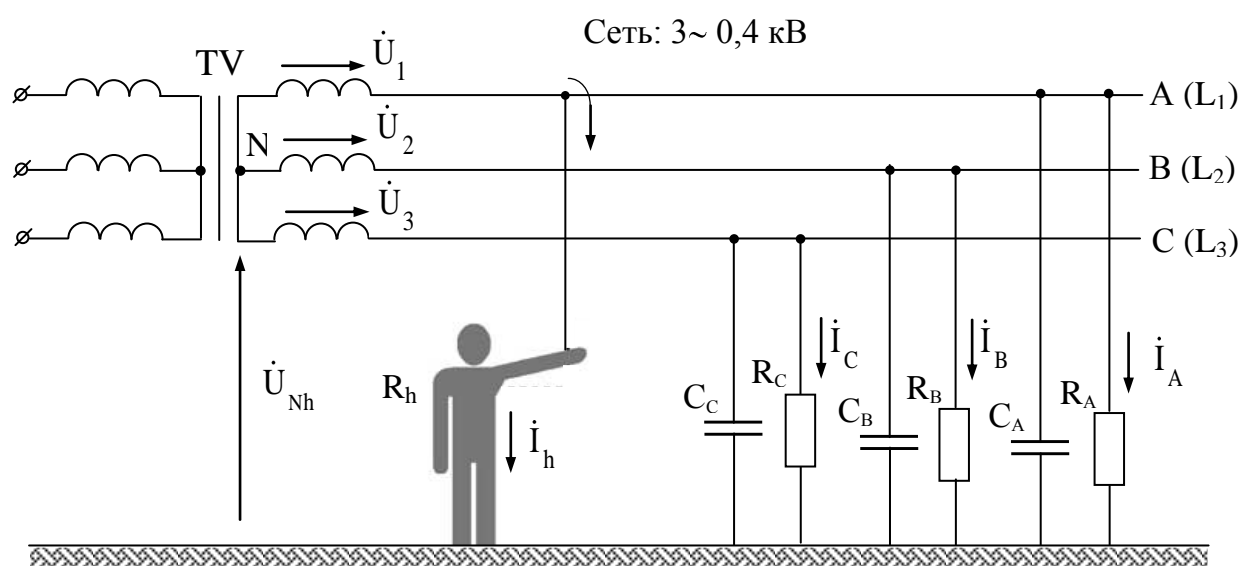 Сеть: 3~ 0,4 кВ
TV
U̇₁
A (L₁)
N
U̇₂
B (L₂)
U̇₃
C (L₃)
U̇Nh
Rh
İh
CC
RC
İC
CB
RB
İB
CA
RA
İA